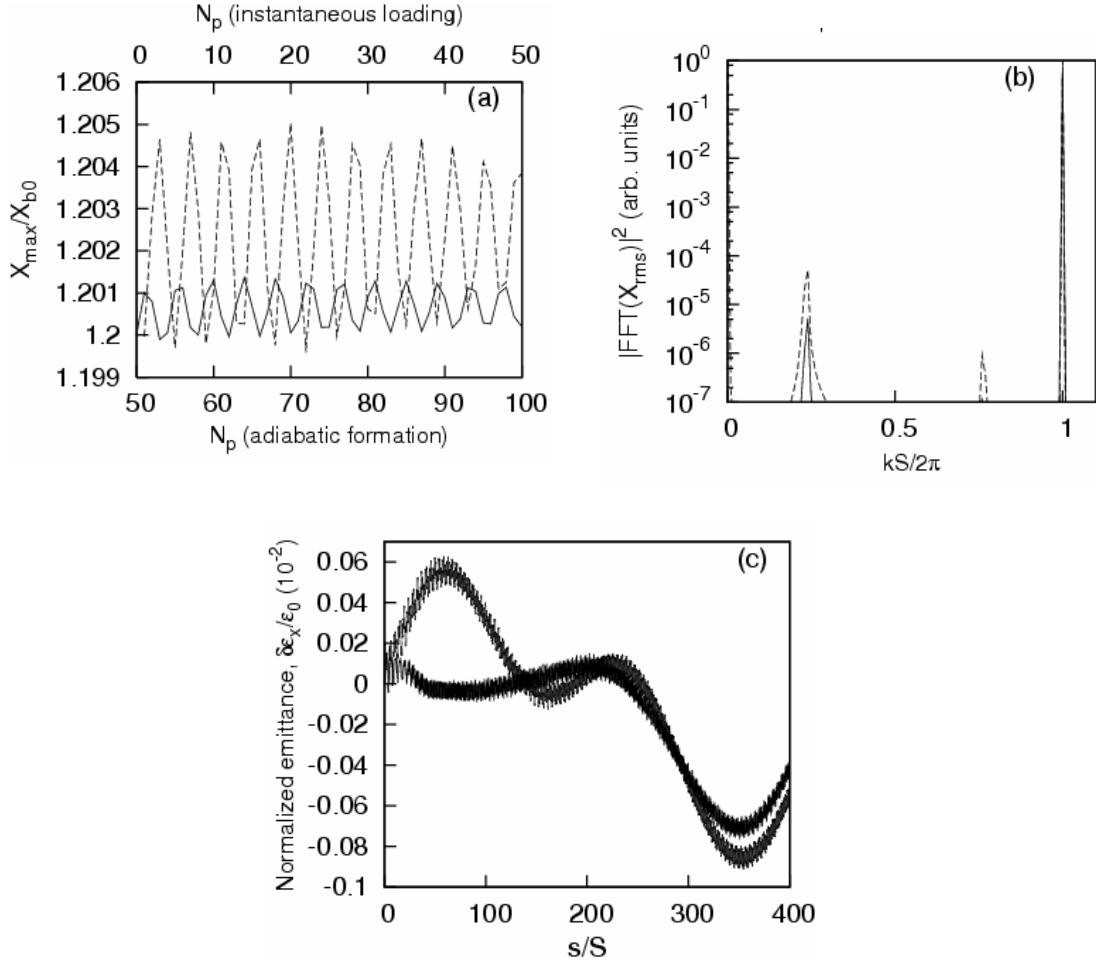 N_p (instantaneous loading)
0 10 20 30 40 50
(a)
1.206
1.205
1.204
1.203
1.202
1.201
1.2
1.199
X_max/X_b0
50 60 70 80 90 100
N_p (adiabatic formation)
(b)
10^0
10^-1
10^-2
10^-3
10^-4
10^-5
10^-6
10^-7
|FFT(X_rms)|^2 (arb. units)
0 0.5 1
kS/2π
(c)
0.06
0.04
0.02
0
-0.02
-0.04
-0.06
-0.08
-0.1
Normalized emittance, δε_x/ε_0 (10^-2)
0 100 200 300 400
s/S